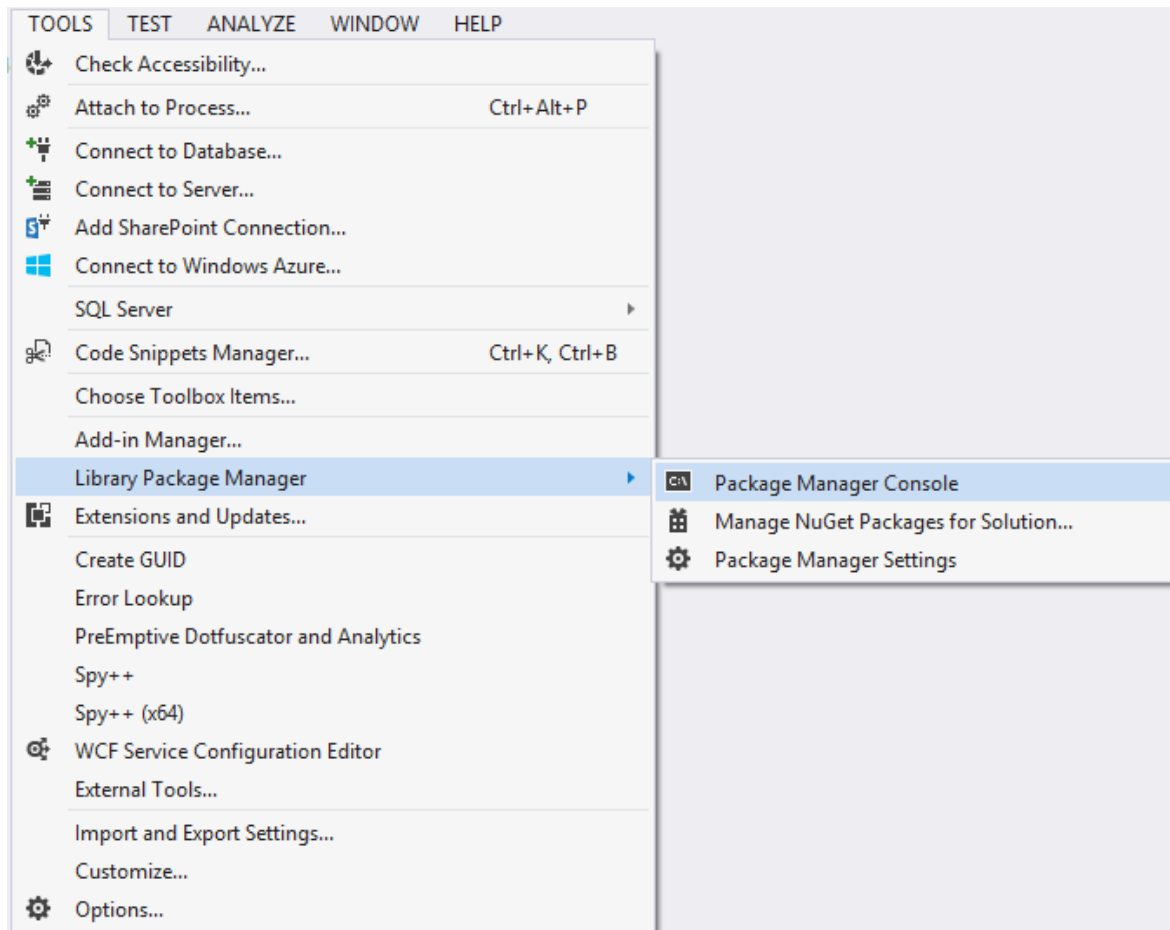 TOOLS TEST ANALYZE WINDOW HELP
Check Accessibility...
Attach to Process... Ctrl+Alt+P
Connect to Database...
Connect to Server...
Add SharePoint Connection...
Connect to Windows Azure...
SQL Server
Code Snippets Manager... Ctrl+K, Ctrl+B
Choose Toolbox Items...
Add-in Manager...
Library Package Manager
Extensions and Updates...
Create GUID
Error Lookup
PreEmptive Dotfuscator and Analytics
Spy++
Spy++ (x64)
WCF Service Configuration Editor
External Tools...
Import and Export Settings...
Customize...
Options...
C:\ Package Manager Console
Manage NuGet Packages for Solution...
Package Manager Settings